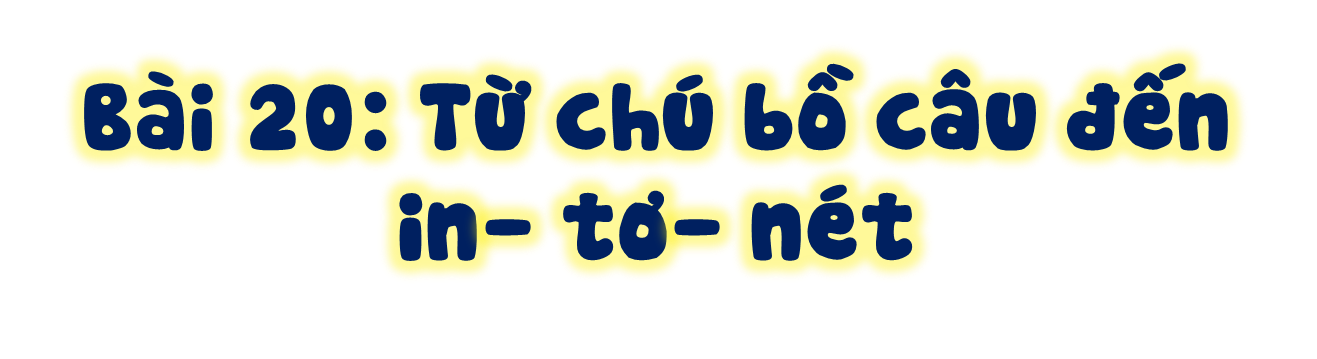 Bài 20: Từ chú bồ câu đến
in- tơ- nét